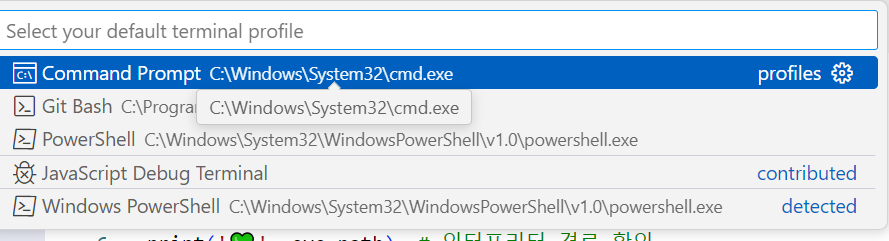 Select your default terminal profile
Command Prompt C:\Windows\System32\cmd.exe profiles
Git Bash C:\Progra
C:\Windows\System32\cmd.exe
PowerShell C:\Windows\System32\WindowsPowerShell\v1.0\powershell.exe
JavaScript Debug Terminal contributed
Windows PowerShell C:\Windows\System32\WindowsPowerShell\v1.0\powershell.exe detected